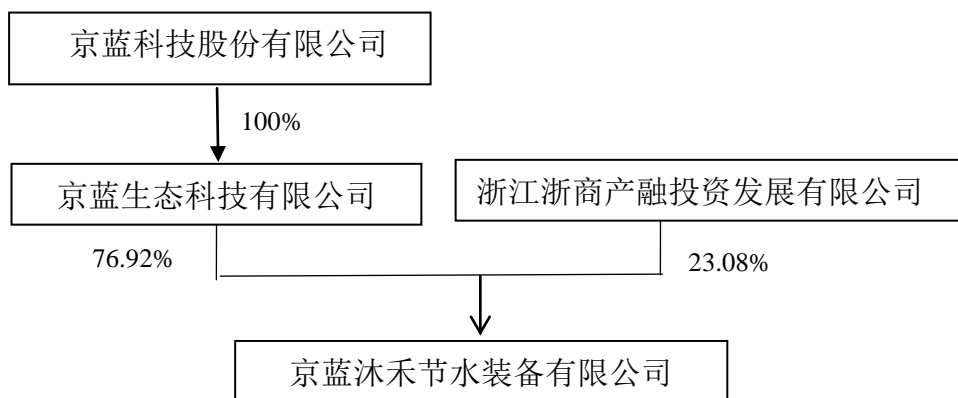 京蓝科技股份有限公司
100%
京蓝生态科技有限公司
浙江浙商产融投资发展有限公司
76.92%
23.08%
京蓝沐禾节水装备有限公司